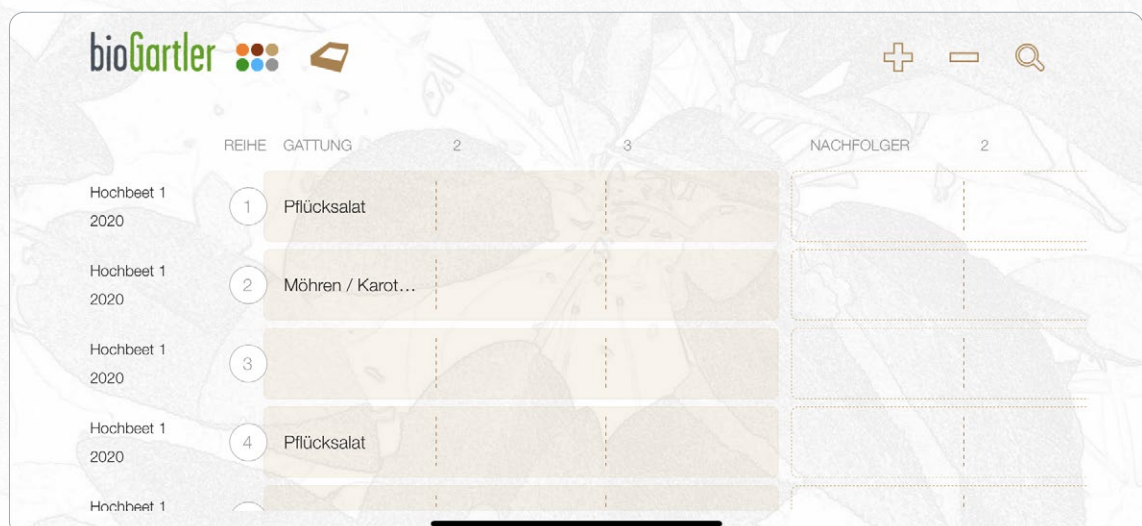 bioGartler
REIHE GATTUNG 2 3 NACHFOLGER 2
Hochbeet 1
2020
1 Pflücksalat
Hochbeet 1
2020
2 Möhren / Karot…
Hochbeet 1
2020
3
Hochbeet 1
2020
4 Pflücksalat
Hochbeet 1